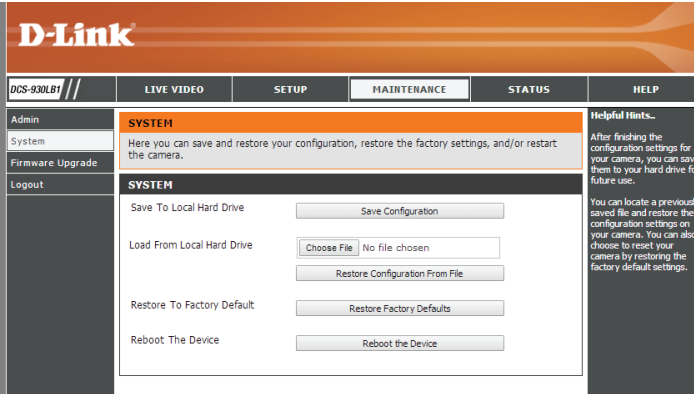 D-Link
DCS-930LB1 // LIVE VIDEO SETUP MAINTENANCE STATUS HELP
Admin
System
Firmware Upgrade
Logout
SYSTEM
Here you can save and restore your configuration, restore the factory settings, and/or restart
the camera.
SYSTEM
Save To Local Hard Drive Save Configuration
Load From Local Hard Drive Choose File No file chosen
Restore Configuration From File
Restore To Factory Default Restore Factory Defaults
Reboot The Device Reboot the Device
Helpful Hints..
After finishing the
configuration settings for
your camera, you can sav
them to your hard drive fo
future use.
You can locate a previousl
saved file and restore the
configuration settings on
your camera. You can also
choose to reset your
camera by restoring the
factory default settings.